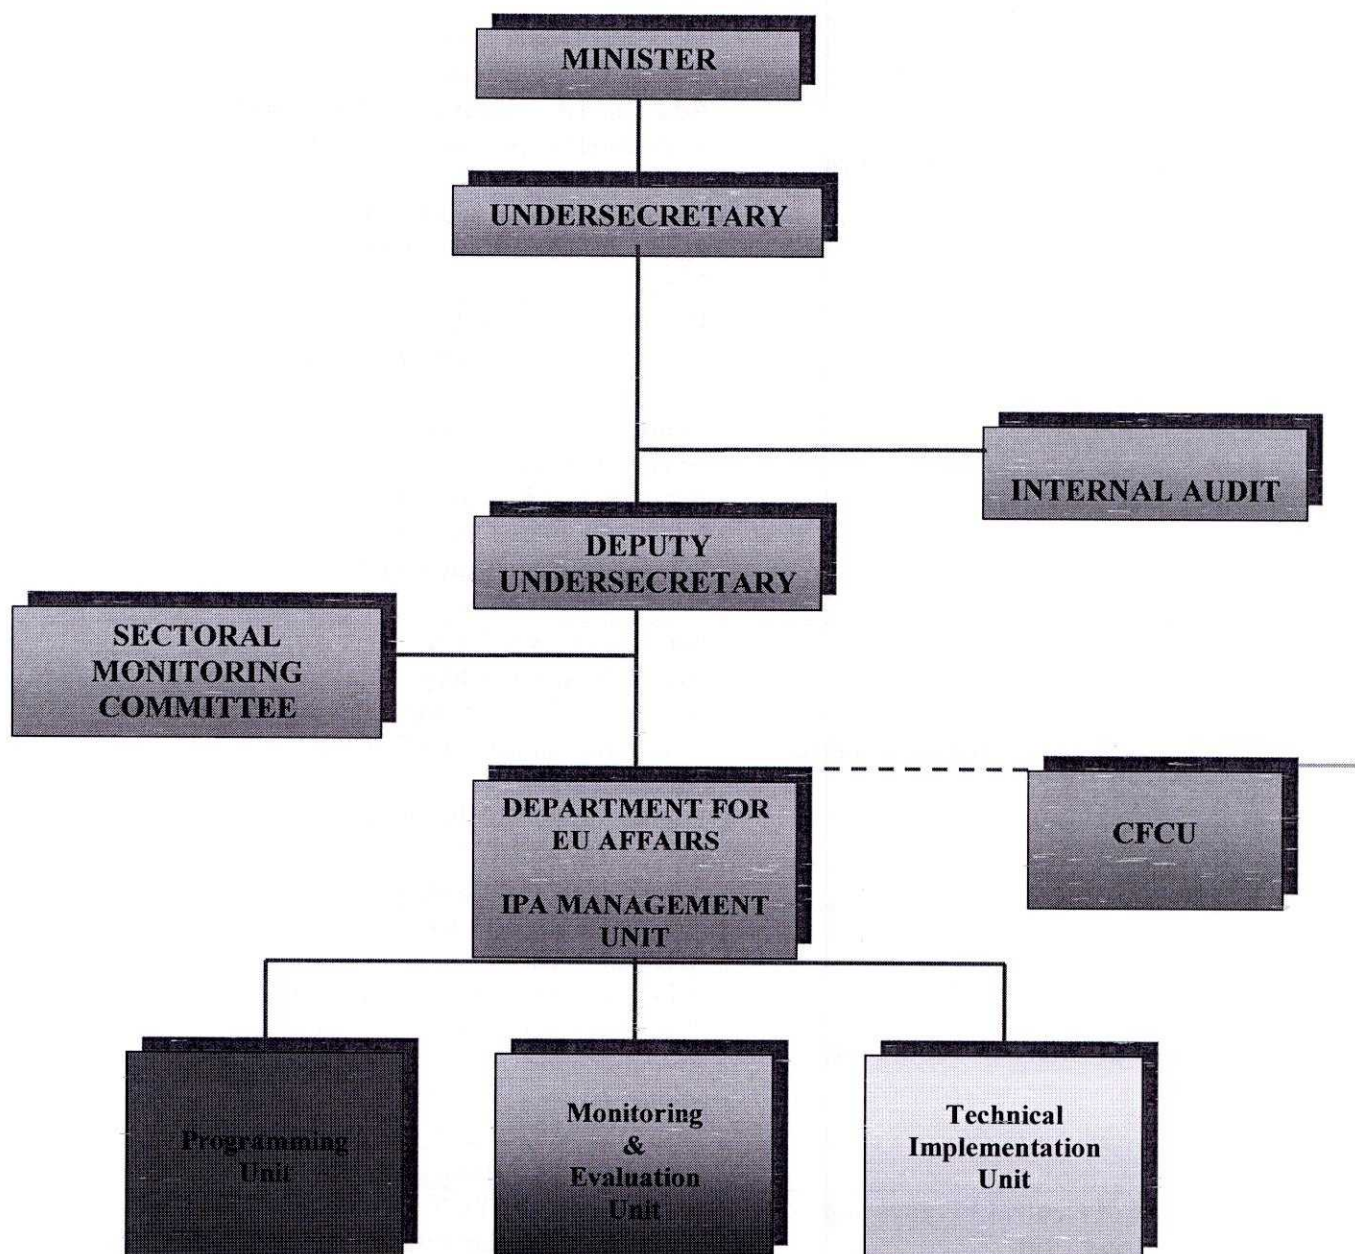 MINISTER
UNDERSECRETARY
INTERNAL AUDIT
DEPUTY
UNDERSECRETARY
SECTORAL
MONITORING
COMMITTEE
DEPARTMENT FOR
EU AFFAIRS
IPA MANAGEMENT
UNIT
CFCU
Programming
Unit
Monitoring
&
Evaluation
Unit
Technical
Implementation
Unit